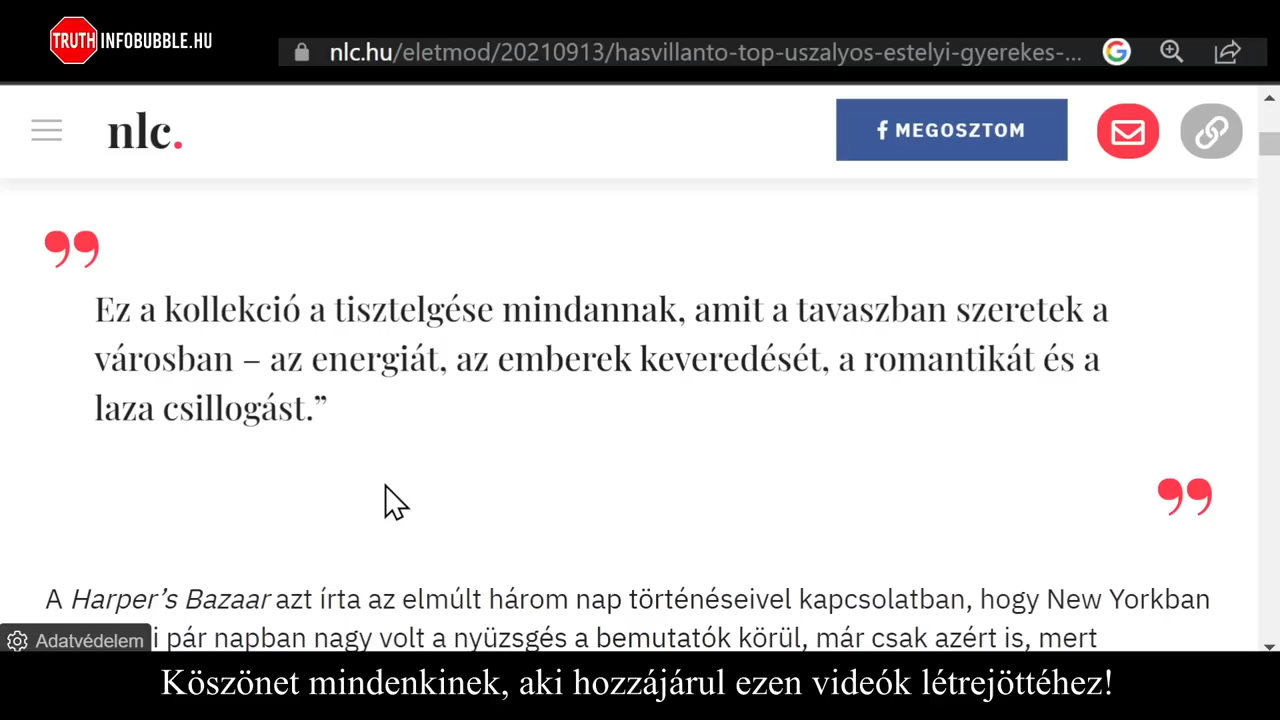 TRUTH INFOBUBBLE.HU
nlc.hu/eletmod/20210913/hasvillanto-top-uszalyos-estelyi-gyerekes-...
nlc.
f MEGOSZTOM
”
Ez a kollekció a tisztelgése mindannak, amit a tavaszban szeretek a
városban – az energiát, az emberek keveredését, a romantikát és a
laza csillogást.”
”
A Harper’s Bazaar azt írta az elmúlt három nap történéseivel kapcsolatban, hogy New Yorkban
Adatvédelem i pár napban nagy volt a nyüzsgés a bemutatók körül, már csak azért is, mert
Köszönet mindenkinek, aki hozzájárul ezen videók létrejöttéhez!